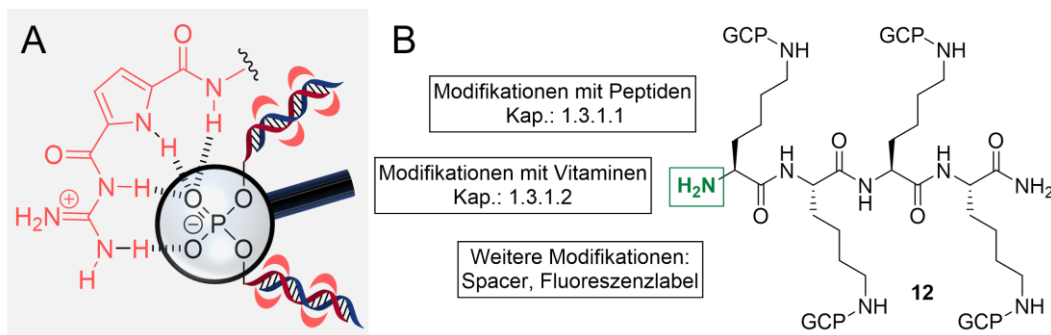 A
B
O
N
H
N
H
O
N
H
H₂N
⊕
N
H
H
O
O
P
⊖
O
O
Modifikationen mit Peptiden
Kap.: 1.3.1.1
Modifikationen mit Vitaminen
Kap.: 1.3.1.2
Weitere Modifikationen:
Spacer, Fluoreszenzlabel
GCP
NH
GCP
NH
H₂N
O
H
N
O
N
H
O
H
N
O
NH₂
GCP
NH
12
GCP
NH